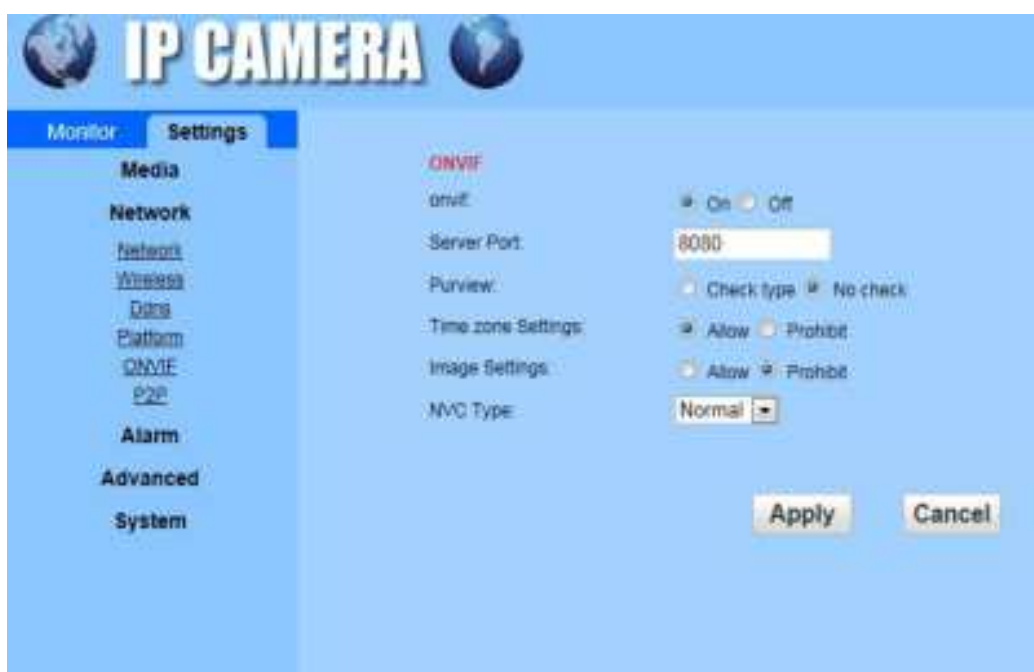 IP CAMERA
Monitor Settings
Media
Network
Network
Wireless
Ddns
Platform
ONVIF
P2P
Alarm
Advanced
System
ONVIF
onvif: On Off
Server Port: 8080
Purview: Check type No check
Time zone Settings: Allow Prohibit
Image Settings: Allow Prohibit
NVC Type: Normal
Apply Cancel